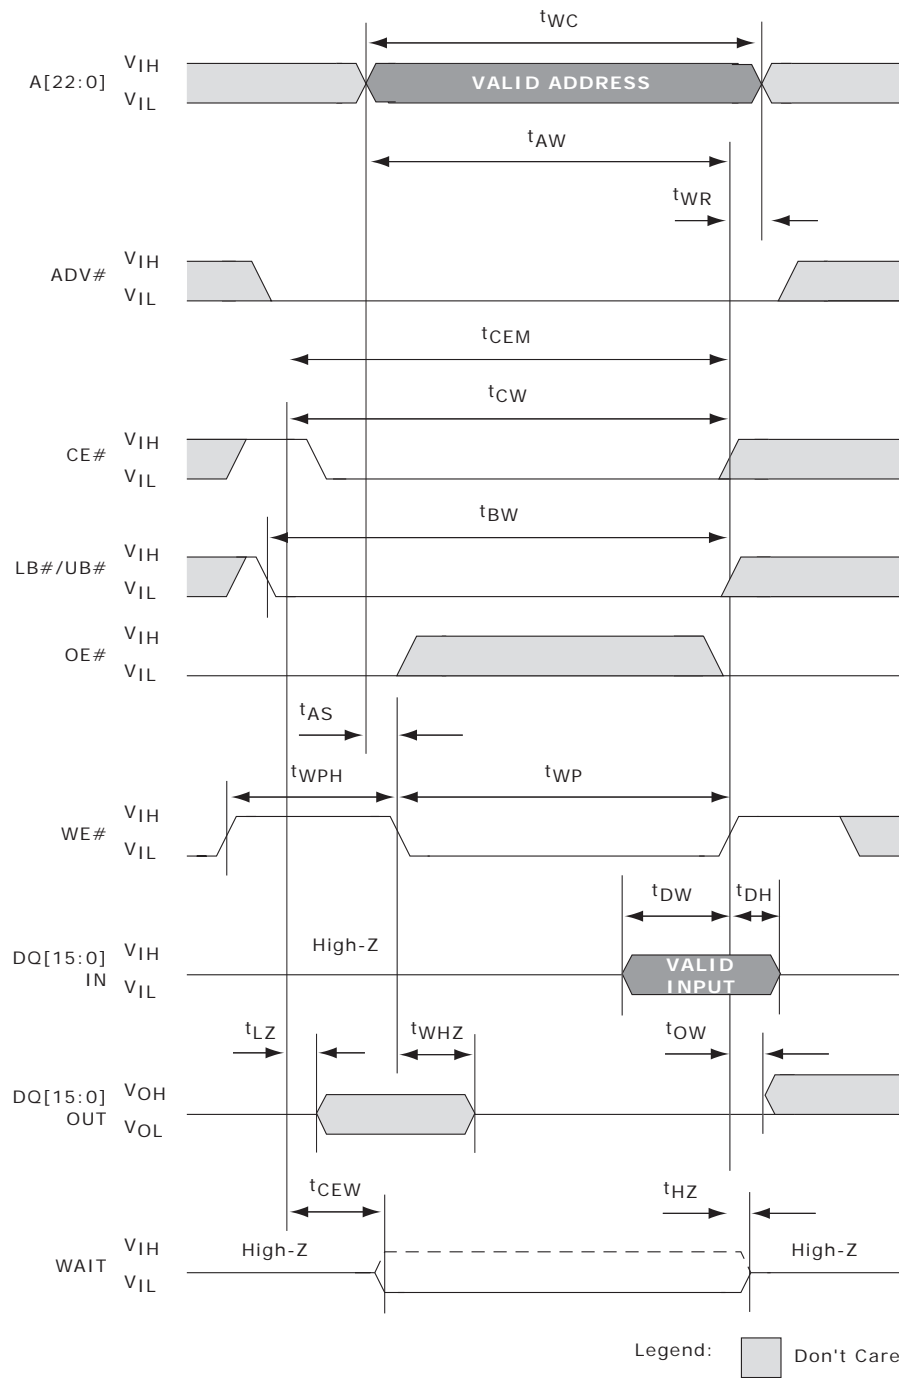 tWC
A[22:0] VIH
VIL
VALID ADDRESS
tAW
tWR
ADV# VIH
VIL
tCEM
tCW
CE# VIH
VIL
tBW
LB#/UB# VIH
VIL
OE# VIH
VIL
tAS
tWPH tWP
WE# VIH
VIL
tDW tDH
DQ[15:0] VIH
IN VIL
High-Z
VALID
INPUT
tLZ tWHZ tOW
DQ[15:0] VOH
OUT VOL
tCEW tHZ
WAIT VIH
VIL
High-Z High-Z
Legend: Don't Care